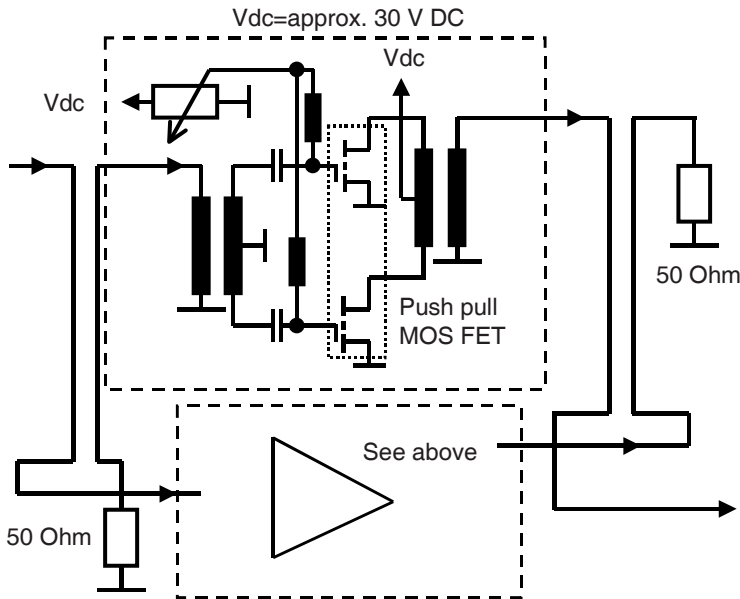 Vdc=approx. 30 V DC
Vdc
Vdc
50 Ohm
Push pull
MOS FET
See above
50 Ohm